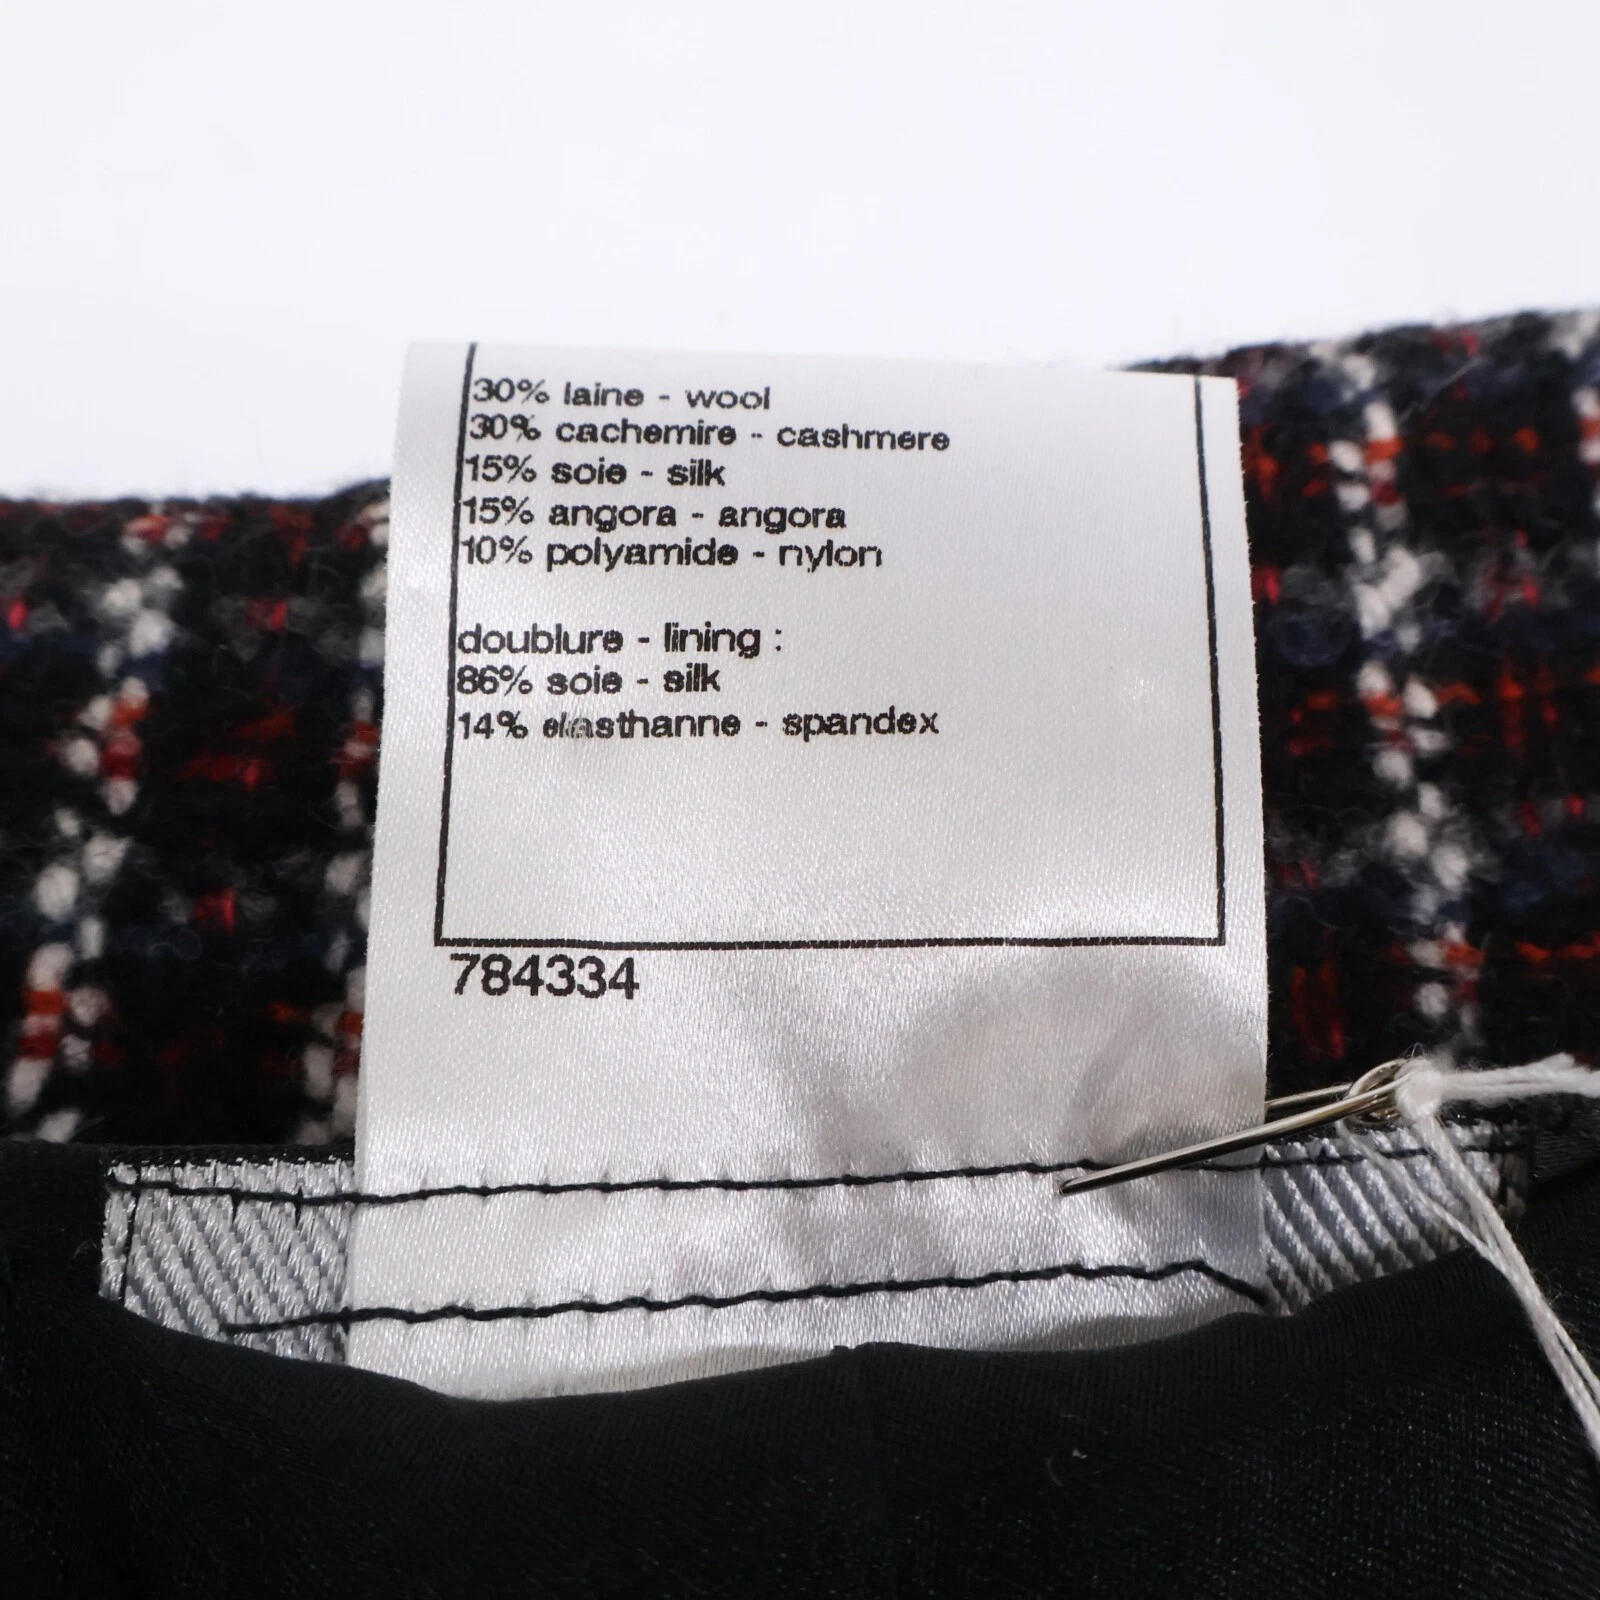 30% laine - wool
30% cachemire - cashmere
15% soie - silk
15% angora - angora
10% polyamide - nylon
doublure - lining :
86% soie - silk
14% elasthanne - spandex
784334